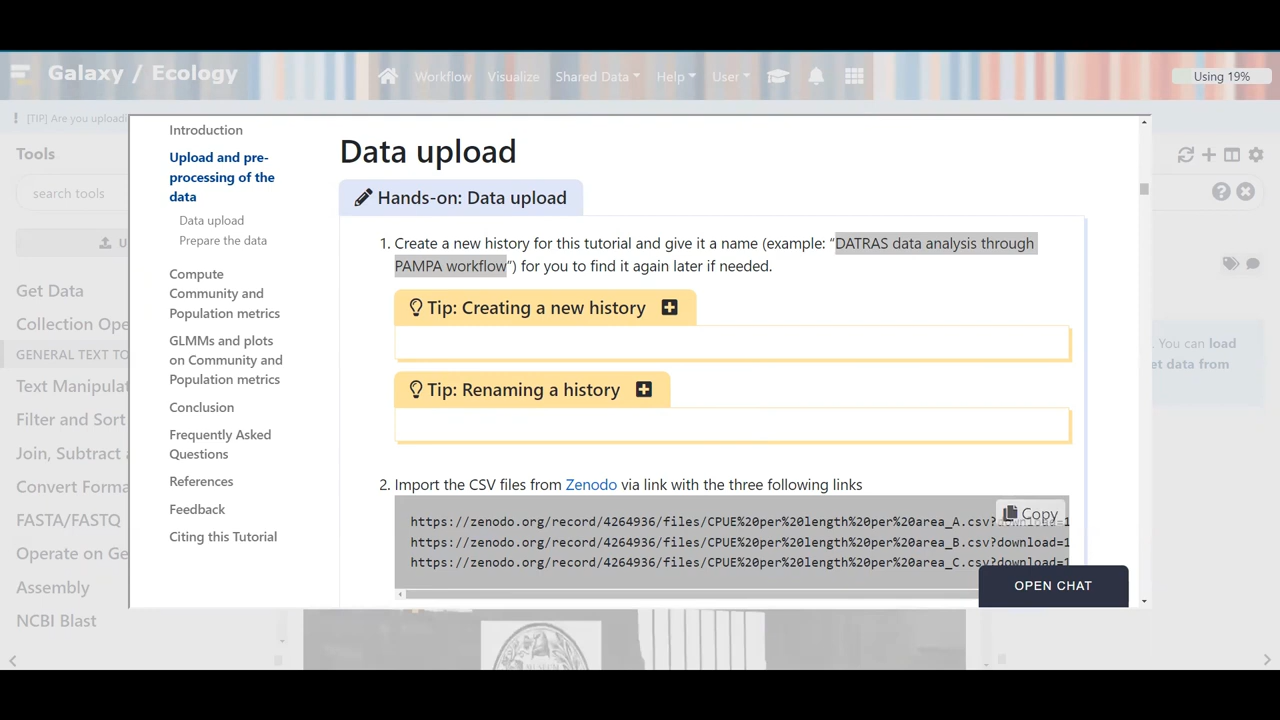 Galaxy / Ecology
Workflow
Visualize
Shared Data
Help
User
Using 19%
[TIP] Are you uploadi
Tools
search tools
U
Get Data
Collection Ope
GENERAL TEXT TO
Text Manipulat
Filter and Sort
Join, Subtract a
Convert Forma
FASTA/FASTQ
Operate on Ge
Assembly
NCBI Blast
Introduction
Upload and pre-
processing of the
data
Data upload
Prepare the data
Compute
Community and
Population metrics
GLMMs and plots
on Community and
Population metrics
Conclusion
Frequently Asked
Questions
References
Feedback
Citing this Tutorial
Data upload
Hands-on: Data upload
1. Create a new history for this tutorial and give it a name (example: “DATRAS data analysis through
PAMPA workflow”) for you to find it again later if needed.
Tip: Creating a new history
Tip: Renaming a history
2. Import the CSV files from Zenodo via link with the three following links
Copy
https://zenodo.org/record/4264936/files/CPUE%20per%20length%20per%20area_A.csv?download=1
https://zenodo.org/record/4264936/files/CPUE%20per%20length%20per%20area_B.csv?download=1
https://zenodo.org/record/4264936/files/CPUE%20per%20length%20per%20area_C.csv?download=1
OPEN CHAT
. You can load
et data from